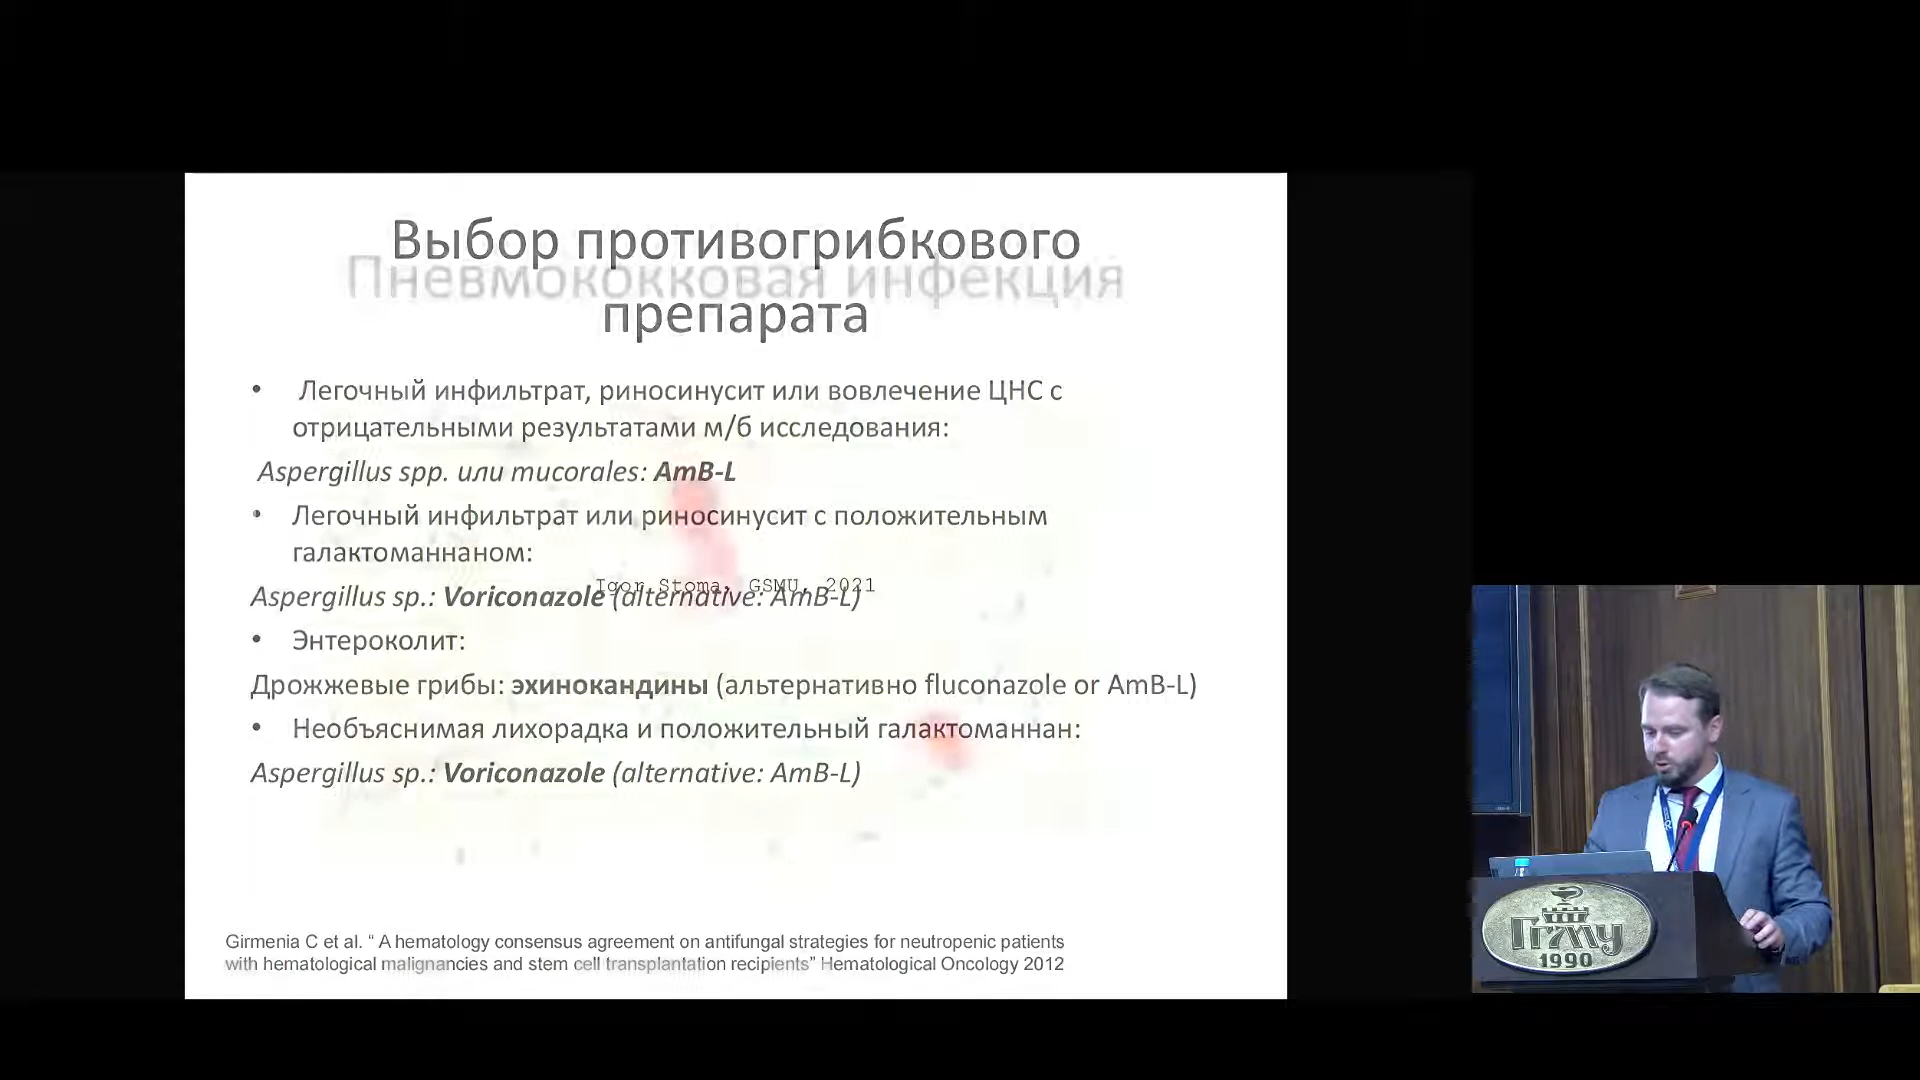 Выбор противогрибкового
Пневмококковая инфекция
препарата
• Легочный инфильтрат, риносинусит или вовлечение ЦНС с
отрицательными результатами м/б исследования:
Aspergillus spp. или mucorales: AmB-L
• Легочный инфильтрат или риносинусит с положительным
галактоманнаном:
Igor Stoma, GSMU, 2021
Aspergillus sp.: Voriconazole (alternative: AmB-L)
• Энтероколит:
Дрожжевые грибы: эхинокандины (альтернативно fluconazole or AmB-L)
• Необъяснимая лихорадка и положительный галактоманнан:
Aspergillus sp.: Voriconazole (alternative: AmB-L)
Girmenia C et al. “ A hematology consensus agreement on antifungal strategies for neutropenic patients
with hematological malignancies and stem cell transplantation recipients” Hematological Oncology 2012
ГГМУ
1990